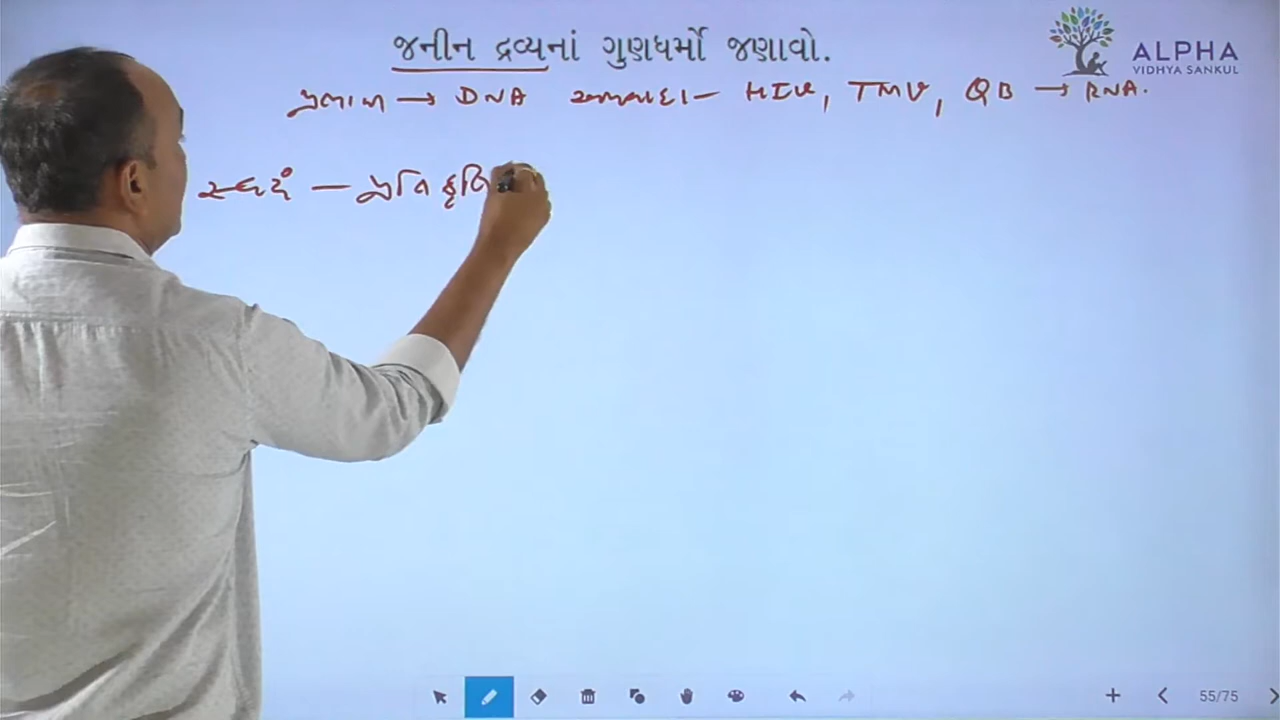 જનીન દ્રવ્યનાં ગુણધર્મો જણાવો.
ALPHA
VIDHYA SANKUL
પ્રભાવી → DNA અપવાદ - HIV, TMV, QB → RNA.
સ્વયં - પ્રતિકૃતિ
55/75